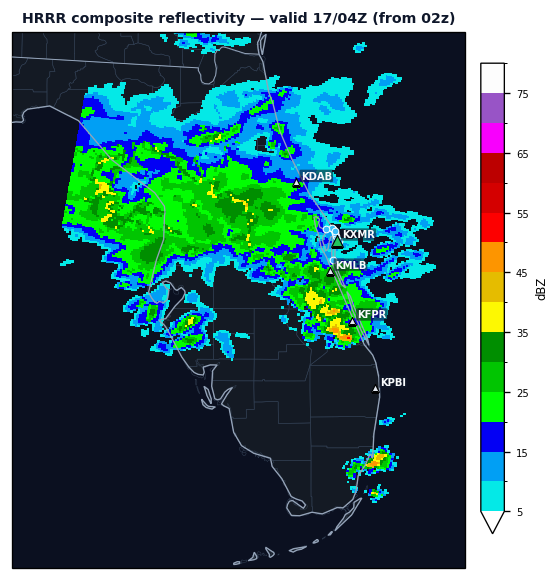 HRRR composite reflectivity — valid 17/04Z (from 02z)
75
65
55
45
35
25
15
5
dBZ
KDAB
KXMR
KMLB
KFPR
KPBI